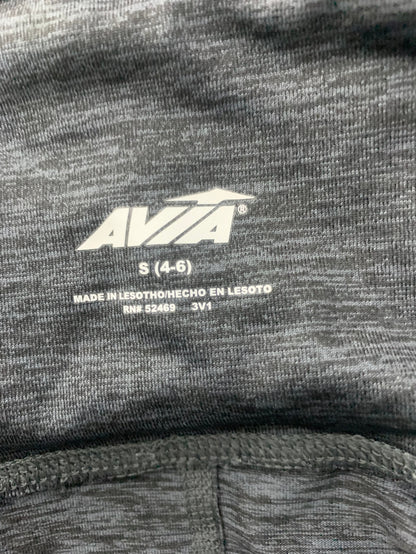 AVIA®
S (4-6)
MADE IN LESOTHO/HECHO EN LESOTO
RN# 52469 3V1